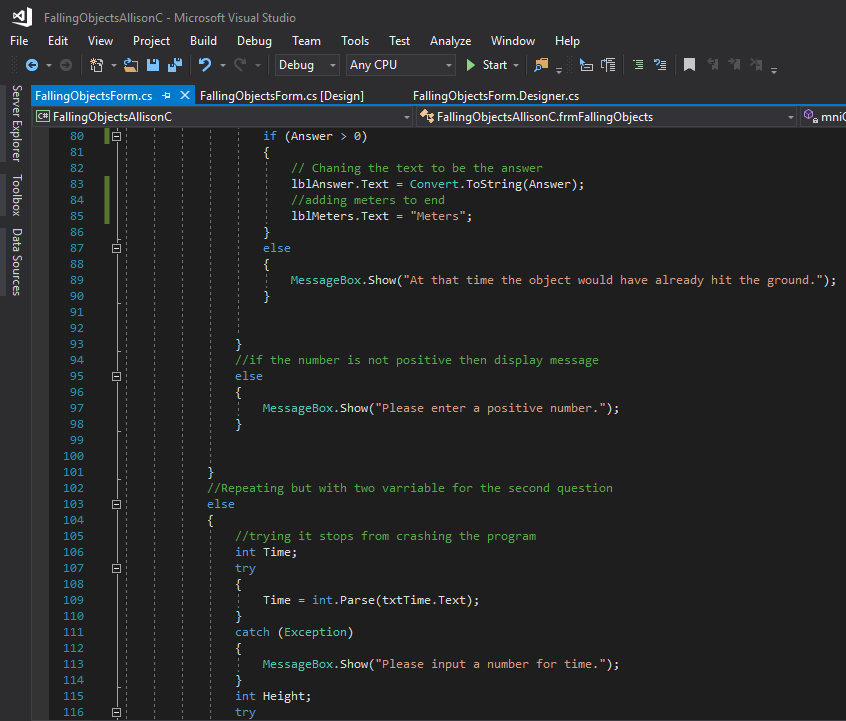 FallingObjectsAllisonC - Microsoft Visual Studio
File Edit View Project Build Debug Team Tools Test Analyze Window Help
Debug Any CPU Start
Server Explorer
Toolbox
Data Sources
FallingObjectsForm.cs FallingObjectsForm.cs [Design] FallingObjectsForm.Designer.cs
C# FallingObjectsAllisonC FallingObjectsAllisonC.frmFallingObjects mniC
80 if (Answer > 0)
81 {
82 // Chaning the text to be the answer
83 lblAnswer.Text = Convert.ToString(Answer);
84 //adding meters to end
85 lblMeters.Text = "Meters";
86 }
87 else
88 {
89 MessageBox.Show("At that time the object would have already hit the ground.");
90 }
91
92
93 }
94 //if the number is not positive then display message
95 else
96 {
97 MessageBox.Show("Please enter a positive number.");
98 }
99
100
101 }
102 //Repeating but with two varriable for the second question
103 else
104 {
105 //trying it stops from crashing the program
106 int Time;
107 try
108 {
109 Time = int.Parse(txtTime.Text);
110 }
111 catch (Exception)
112 {
113 MessageBox.Show("Please input a number for time.");
114 }
115 int Height;
116 try